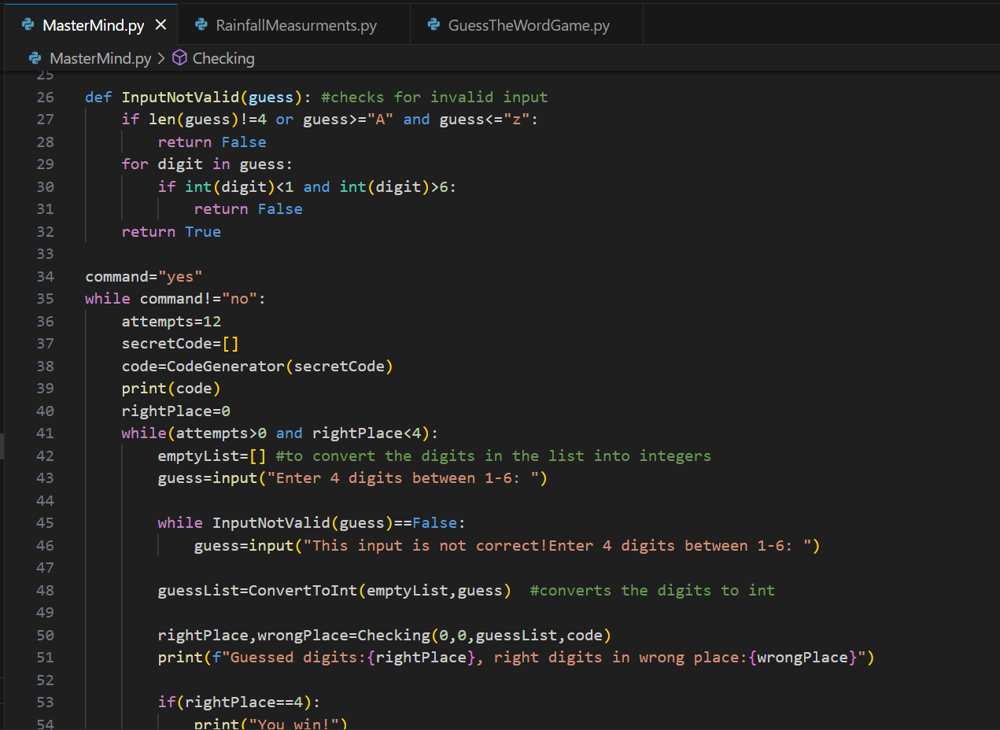 MasterMind.py RainfallMeasurments.py GuessTheWordGame.py
MasterMind.py > Checking
25
26 def InputNotValid(guess): #checks for invalid input
27     if len(guess)!=4 or guess>="A" and guess<="z":
28         return False
29     for digit in guess:
30         if int(digit)<1 and int(digit)>6:
31             return False
32     return True
33
34 command="yes"
35 while command!="no":
36     attempts=12
37     secretCode=[]
38     code=CodeGenerator(secretCode)
39     print(code)
40     rightPlace=0
41     while(attempts>0 and rightPlace<4):
42         emptyList=[] #to convert the digits in the list into integers
43         guess=input("Enter 4 digits between 1-6: ")
44
45         while InputNotValid(guess)==False:
46             guess=input("This input is not correct!Enter 4 digits between 1-6: ")
47
48         guessList=ConvertToInt(emptyList,guess)  #converts the digits to int
49
50         rightPlace,wrongPlace=Checking(0,0,guessList,code)
51         print(f"Guessed digits:{rightPlace}, right digits in wrong place:{wrongPlace}")
52
53         if(rightPlace==4):
54             print("You win!")